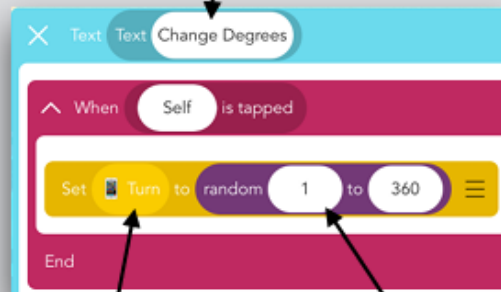 Text Text Change Degrees
When Self is tapped
Set Turn to random 1 to 360
End